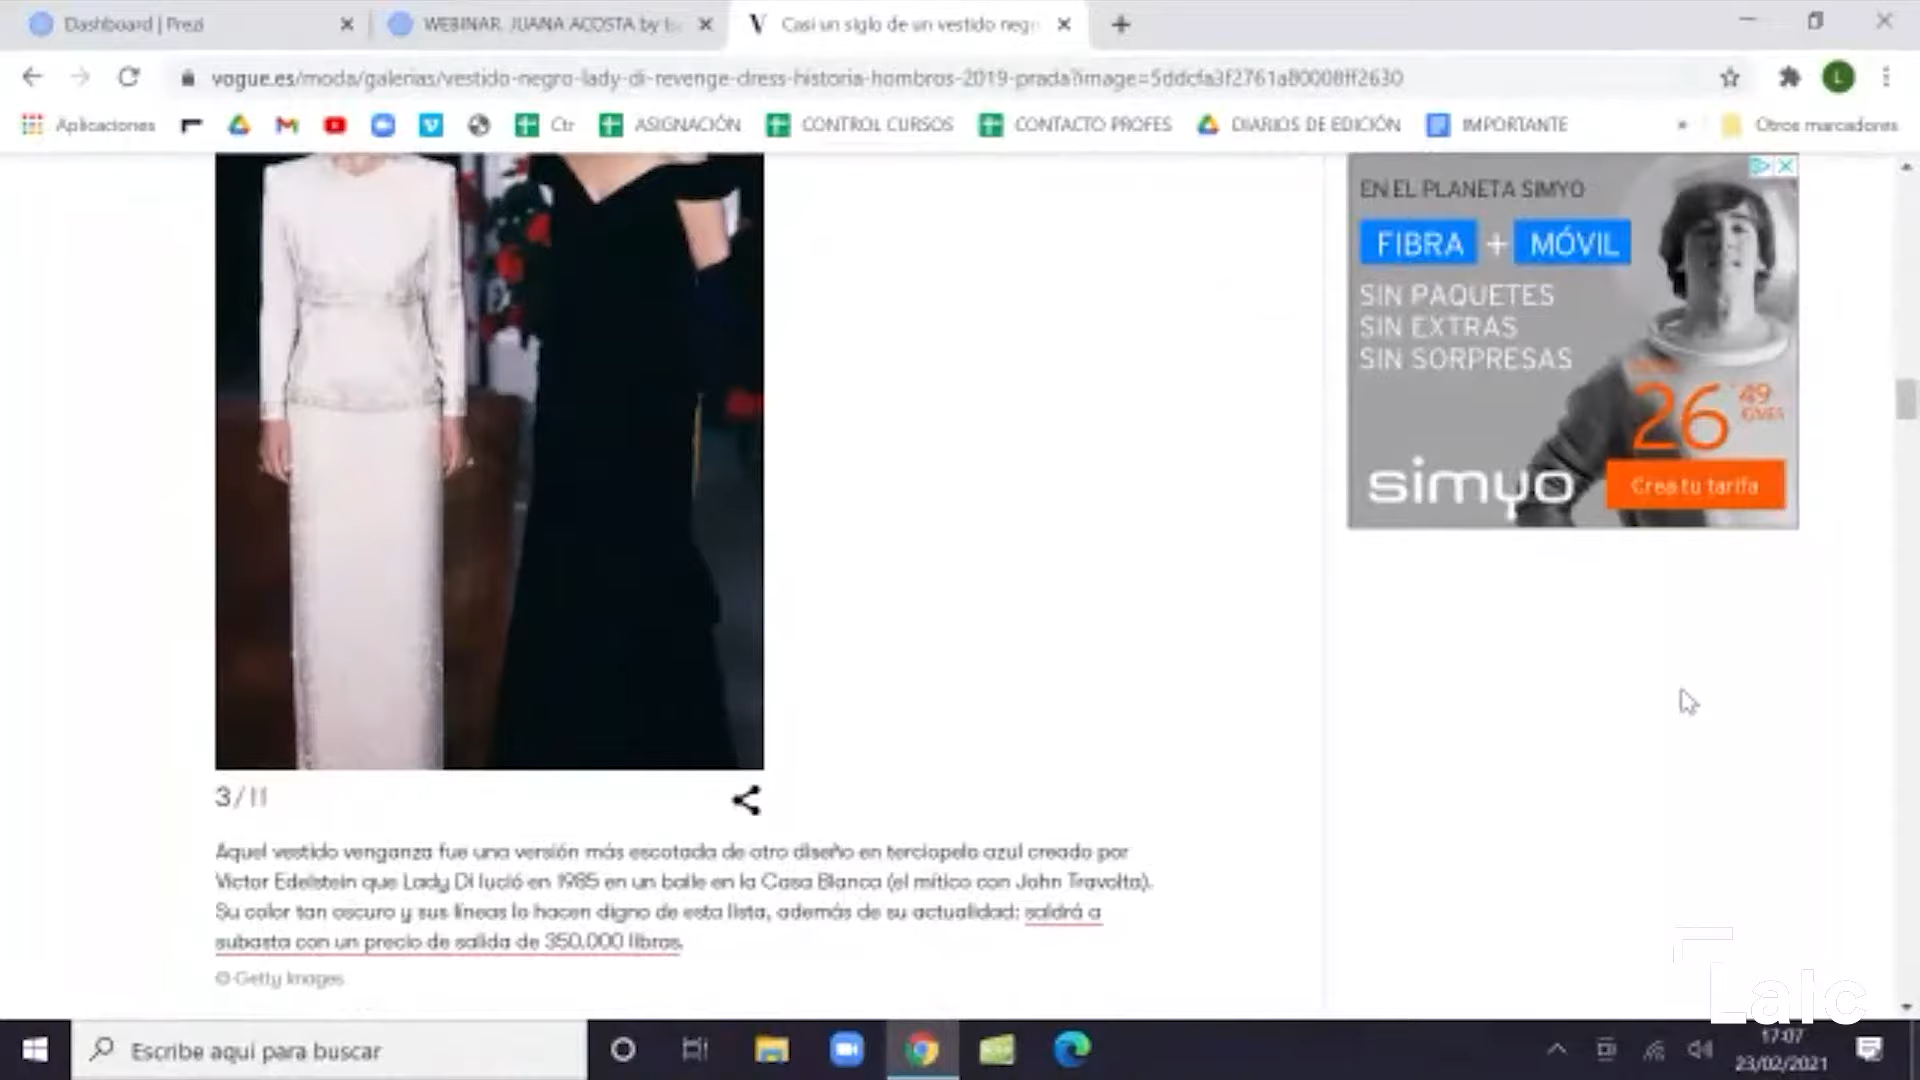 Dashboard | Prezi
WEBINAR. JUANA ACOSTA by Is
Casi un siglo de un vestido negr
vogue.es/moda/galerias/vestido-negro-lady-di-revenge-dress-historia-hombros-2019-prada?image=5ddcfa3f2761a80008ff2630
L
Aplicaciones
Ctr
ASIGNACIÓN
CONTROL CURSOS
CONTACTO PROFES
DIARIOS DE EDICIÓN
IMPORTANTE
»
Otros marcadores
EN EL PLANETA SIMYO
FIBRA + MÓVIL
SIN PAQUETES
SIN EXTRAS
SIN SORPRESAS
26 '49
simyo
Crea tu tarifa
3 / 11
Aquel vestido venganza fue una versión más escotada de otro diseño en terciopelo azul creado por
Victor Edelstein que Lady Di lució en 1985 en un baile en la Casa Blanca (el mítico con John Travolta).
Su color tan oscuro y sus líneas lo hacen digno de esta lista, además de su actualidad: saldrá a
subasta con un precio de salida de 350.000 libras.
© Getty Images
Laic
Escribe aquí para buscar
17:07
23/02/2021